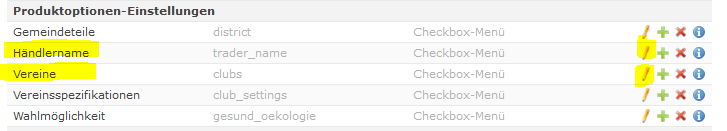 Produktoptionen-Einstellungen
Gemeindeteile district Checkbox-Menü
Händlername trader_name Checkbox-Menü
Vereine clubs Checkbox-Menü
Vereinsspezifikationen club_settings Checkbox-Menü
Wahlmöglichkeit gesund_oekologie Checkbox-Menü